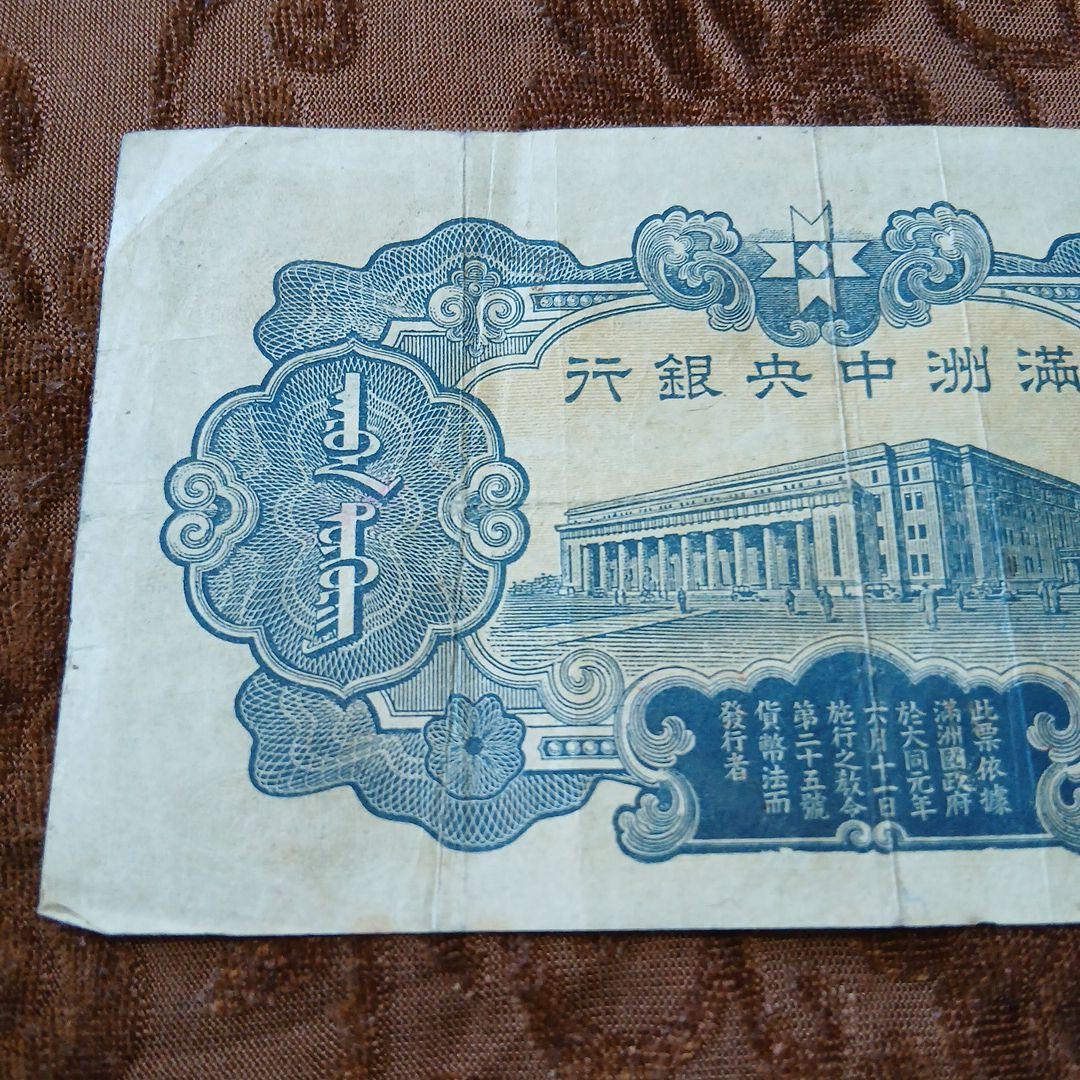 滿洲中央銀行
此票依據
滿洲國政府
於大同元年
六月十一日
施行之敎令
第二十五號
貨幣法而
發行者